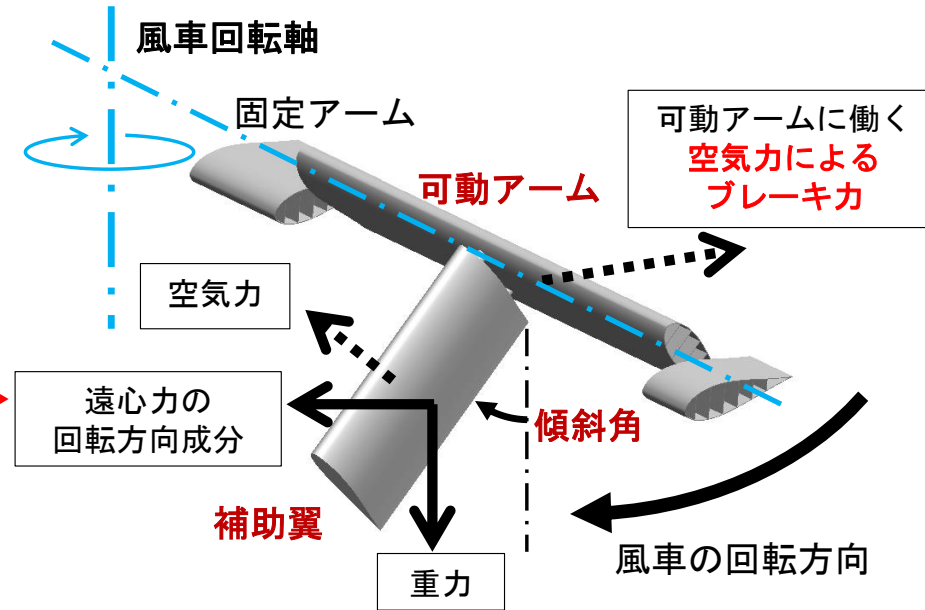 風車回転軸
固定アーム
可動アームに働く
空気力による
ブレーキ力
可動アーム
空気力
遠心力の
回転方向成分
傾斜角
補助翼
風車の回転方向
重力